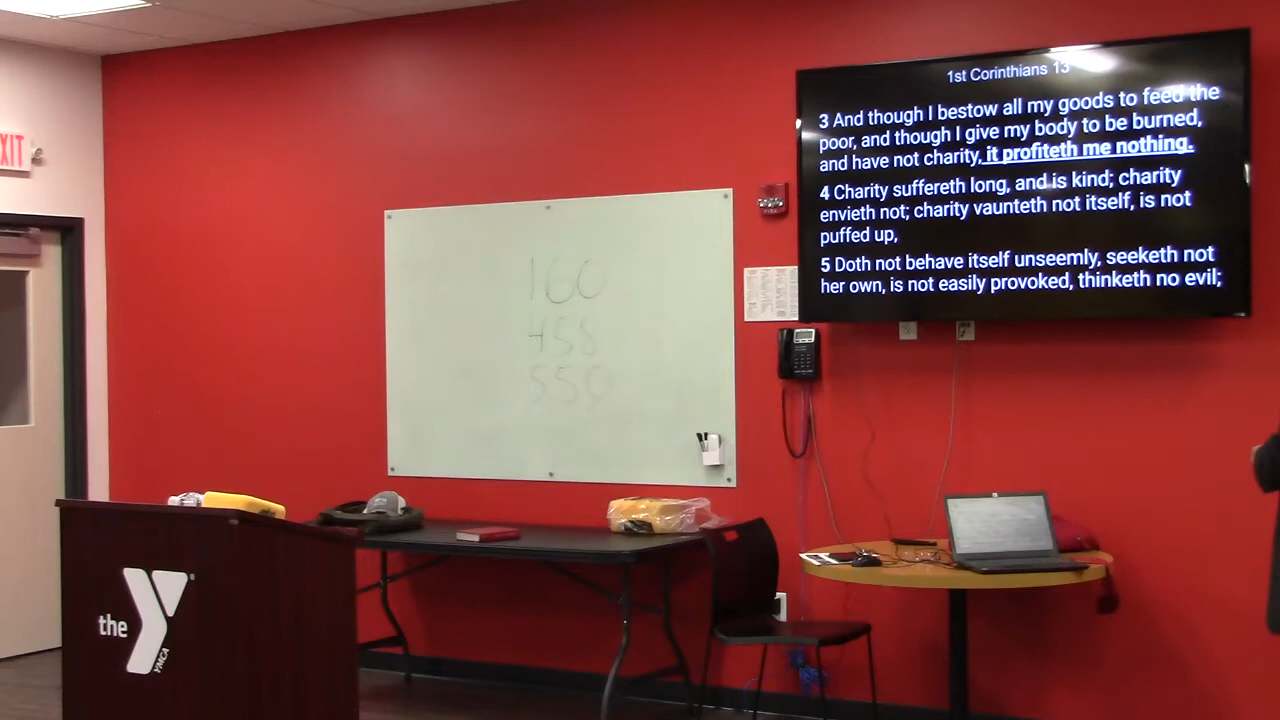 EXIT
160
458
550
1st Corinthians 13
3 And though I bestow all my goods to feed the
poor, and though I give my body to be burned,
and have not charity, it profiteth me nothing.
4 Charity suffereth long, and is kind; charity
envieth not; charity vaunteth not itself, is not
puffed up,
5 Doth not behave itself unseemly, seeketh not
her own, is not easily provoked, thinketh no evil;
FIRE
the Y
YMCA